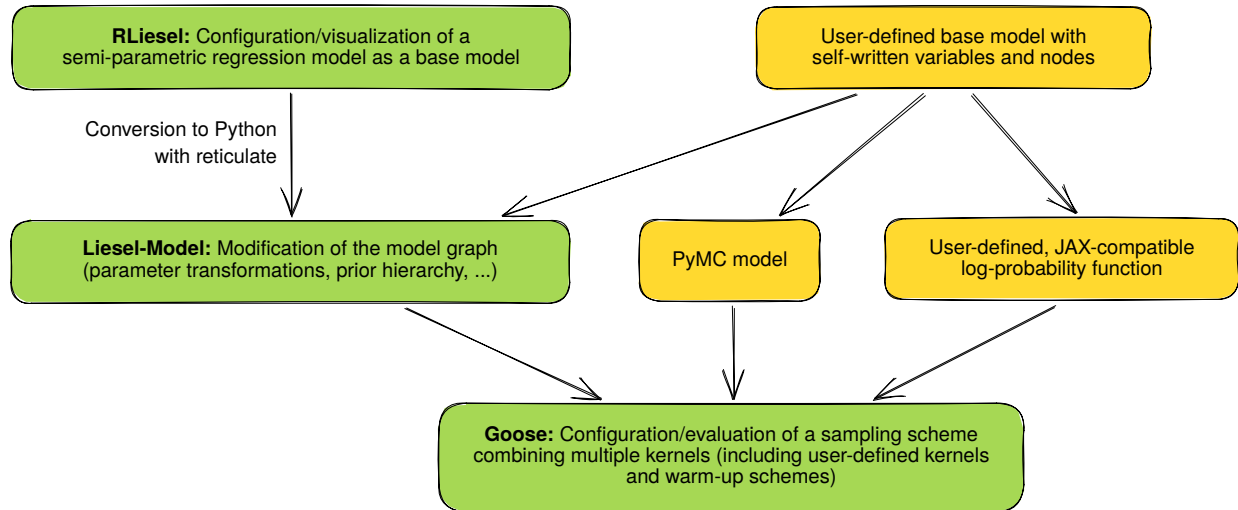 RLiesel: Configuration/visualization of a
semi-parametric regression model as a base model
User-defined base model with
self-written variables and nodes
Conversion to Python
with reticulate
Liesel-Model: Modification of the model graph
(parameter transformations, prior hierarchy, ...)
PyMC model
User-defined, JAX-compatible
log-probability function
Goose: Configuration/evaluation of a sampling scheme
combining multiple kernels (including user-defined kernels
and warm-up schemes)